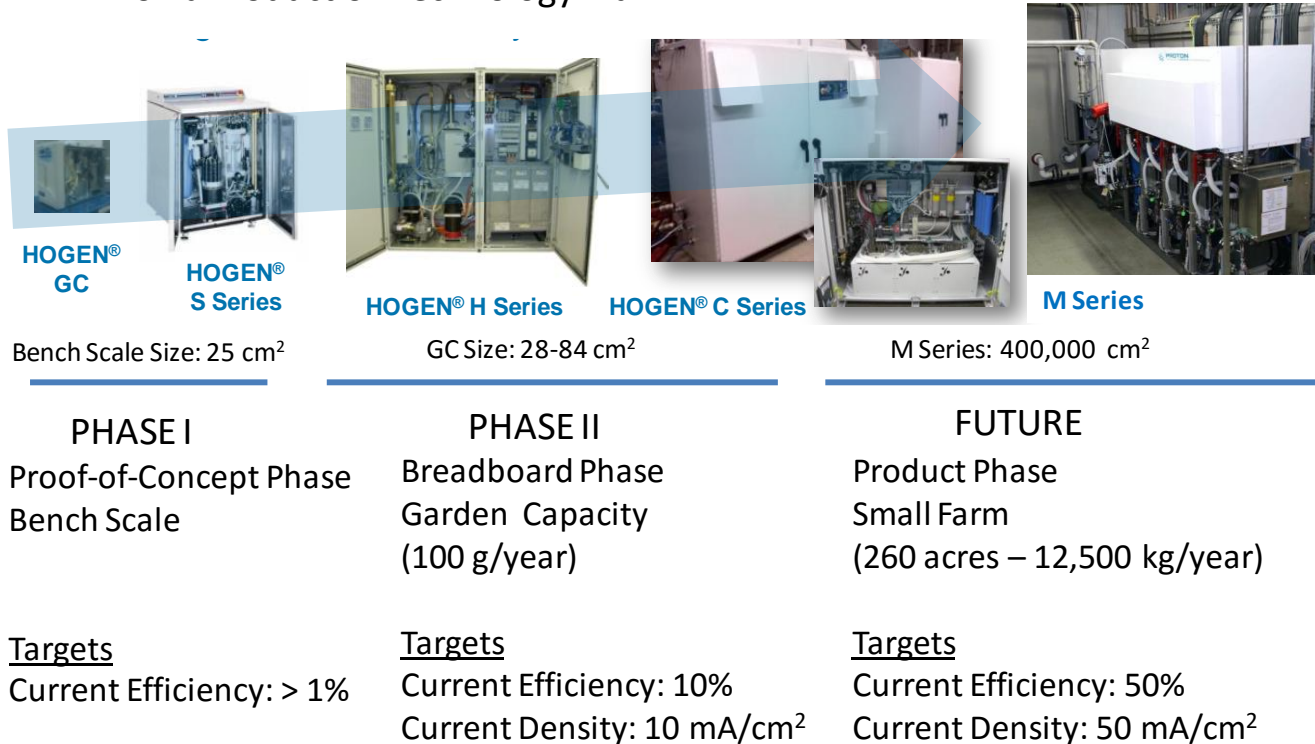 HOGEN®
GC
HOGEN®
S Series
HOGEN® H Series
HOGEN® C Series
PROTON
M Series
Bench Scale Size: 25 cm²
GC Size: 28-84 cm²
M Series: 400,000 cm²
PHASE I
Proof-of-Concept Phase
Bench Scale
Targets
Current Efficiency: > 1%
PHASE II
Breadboard Phase
Garden Capacity
(100 g/year)
Targets
Current Efficiency: 10%
Current Density: 10 mA/cm²
FUTURE
Product Phase
Small Farm
(260 acres – 12,500 kg/year)
Targets
Current Efficiency: 50%
Current Density: 50 mA/cm²